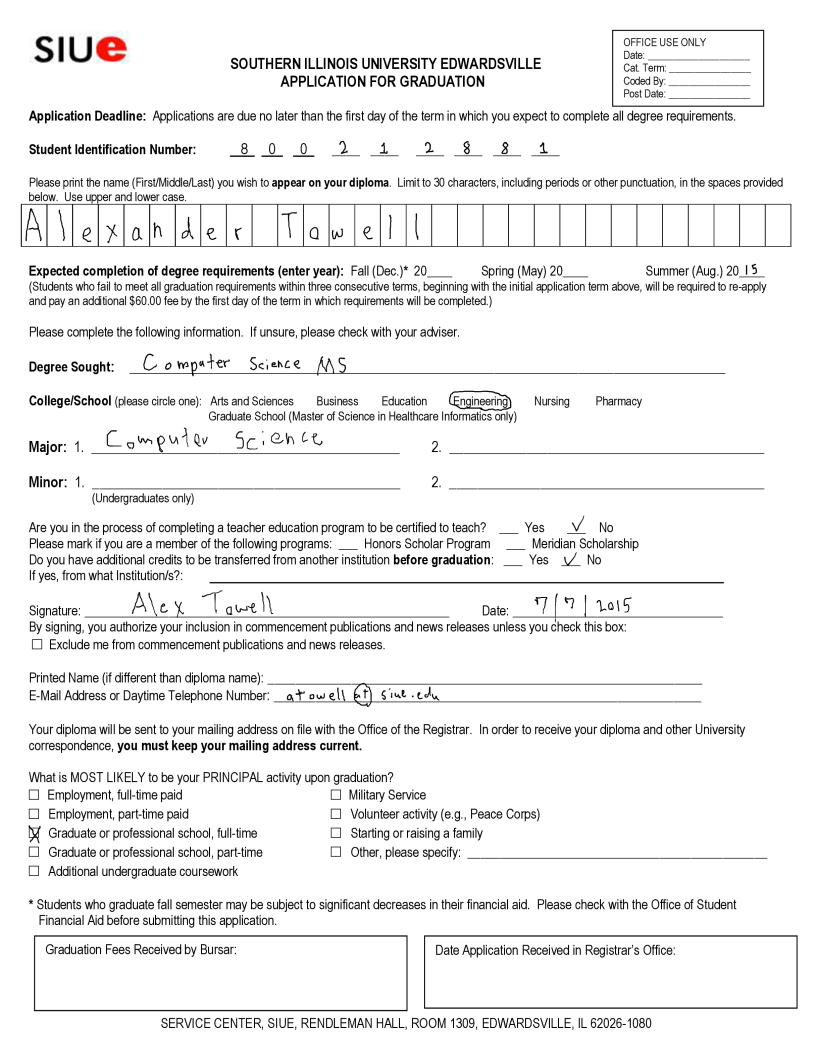 SIUe
SOUTHERN ILLINOIS UNIVERSITY EDWARDSVILLE
APPLICATION FOR GRADUATION
OFFICE USE ONLY
Date: ___________________
Cat. Term: _______________
Coded By: _______________
Post Date: _______________
Application Deadline: Applications are due no later than the first day of the term in which you expect to complete all degree requirements.
Student Identification Number: 8 0 0 2 1 2 8 8 1
Please print the name (First/Middle/Last) you wish to appear on your diploma. Limit to 30 characters, including periods or other punctuation, in the spaces provided
below. Use upper and lower case.
Alexander Towell
Expected completion of degree requirements (enter year): Fall (Dec.)* 20____ Spring (May) 20____ Summer (Aug.) 2015
(Students who fail to meet all graduation requirements within three consecutive terms, beginning with the initial application term above, will be required to re-apply
and pay an additional $60.00 fee by the first day of the term in which requirements will be completed.)
Please complete the following information. If unsure, please check with your adviser.
Degree Sought: Computer Science MS
College/School (please circle one): Arts and Sciences Business Education Engineering Nursing Pharmacy
Graduate School (Master of Science in Healthcare Informatics only)
Major: 1. Computer Science 2. ____________________
Minor: 1. ____________________ 2. ____________________
(Undergraduates only)
Are you in the process of completing a teacher education program to be certified to teach? ___ Yes ✓ No
Please mark if you are a member of the following programs: ___ Honors Scholar Program ___ Meridian Scholarship
Do you have additional credits to be transferred from another institution before graduation: ___ Yes ✓ No
If yes, from what Institution/s?: ____________________
Signature: Alex Towell Date: 7/7/2015
By signing, you authorize your inclusion in commencement publications and news releases unless you check this box:
☐ Exclude me from commencement publications and news releases.
Printed Name (if different than diploma name): ____________________
E-Mail Address or Daytime Telephone Number: atowell at siue.edu
Your diploma will be sent to your mailing address on file with the Office of the Registrar. In order to receive your diploma and other University
correspondence, you must keep your mailing address current.
What is MOST LIKELY to be your PRINCIPAL activity upon graduation?
☐ Employment, full-time paid ☐ Military Service
☐ Employment, part-time paid ☐ Volunteer activity (e.g., Peace Corps)
☒ Graduate or professional school, full-time ☐ Starting or raising a family
☐ Graduate or professional school, part-time ☐ Other, please specify: ____________________
☐ Additional undergraduate coursework
* Students who graduate fall semester may be subject to significant decreases in their financial aid. Please check with the Office of Student
Financial Aid before submitting this application.
Graduation Fees Received by Bursar:
Date Application Received in Registrar's Office:
SERVICE CENTER, SIUE, RENDLEMAN HALL, ROOM 1309, EDWARDSVILLE, IL 62026-1080